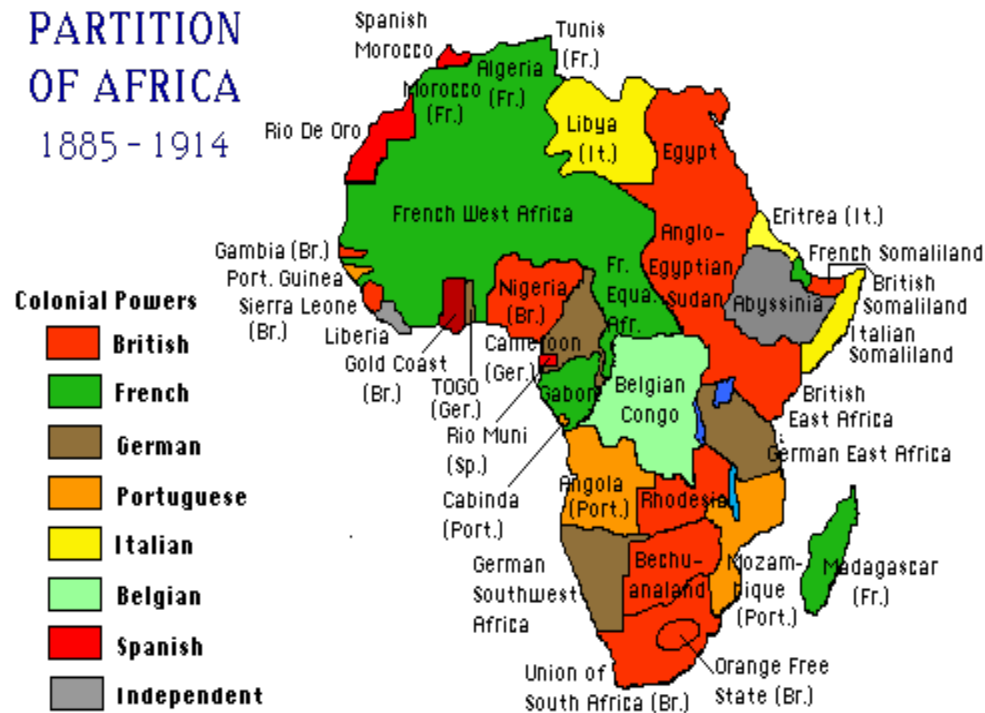 PARTITION
OF AFRICA
1885 - 1914
Spanish
Morocco
Tunis
(Fr.)
Algeria
(Fr.)
Morocco
(Fr.)
Rio De Oro
Libya
(It.)
Egypt
French West Africa
Anglo-
Egyptian
Sudan
Eritrea (It.)
French Somaliland
British
Somaliland
Italian
Somaliland
Abyssinia
Gambia (Br.)
Port. Guinea
Sierra Leone
(Br.)
Liberia
Gold Coast
(Br.)
TOGO
(Ger.)
Nigeria
(Br.)
Fr.
Equa.
Afr.
Cameroon
(Ger.)
Gabon
Rio Muni
(Sp.)
Cabinda
(Port.)
Belgian
Congo
British
East Africa
German East Africa
Angola
(Port.)
Rhodesia
German
Southwest
Africa
Bechu-
analand
Mozam-
bique
(Port.)
Madagascar
(Fr.)
Union of
South Africa (Br.)
Orange Free
State (Br.)
Colonial Powers
British
French
German
Portuguese
Italian
Belgian
Spanish
Independent